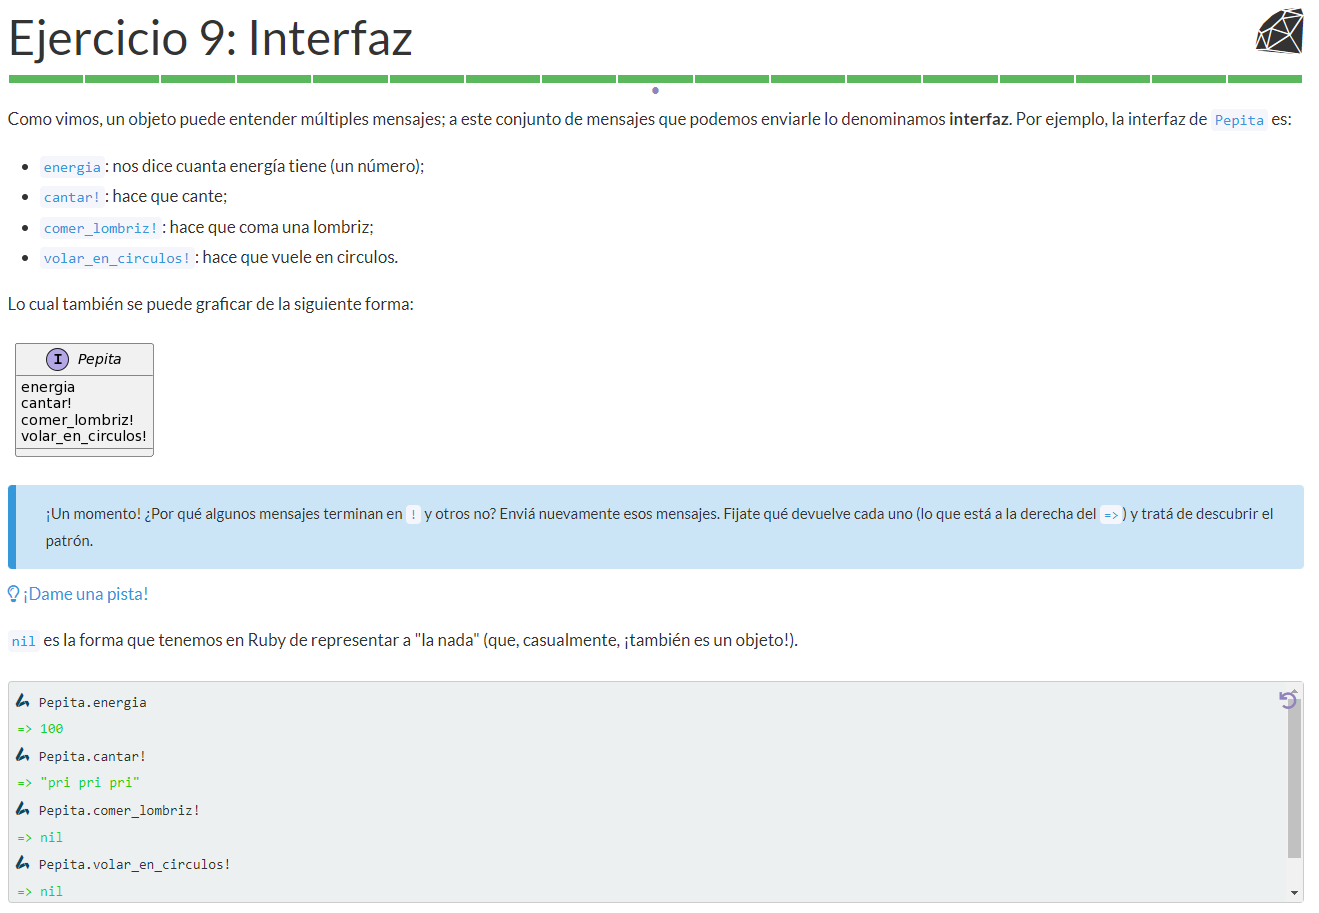 Ejercicio 9: Interfaz
Como vimos, un objeto puede entender múltiples mensajes; a este conjunto de mensajes que podemos enviarle lo denominamos interfaz. Por ejemplo, la interfaz de Pepita es:
energia: nos dice cuanta energía tiene (un número);
cantar!: hace que cante;
comer_lombriz!: hace que coma una lombriz;
volar_en_circulos!: hace que vuele en circulos.
Lo cual también se puede graficar de la siguiente forma:
I Pepita
energia
cantar!
comer_lombriz!
volar_en_circulos!
¡Un momento! ¿Por qué algunos mensajes terminan en ! y otros no? Enviá nuevamente esos mensajes. Fijate qué devuelve cada uno (lo que está a la derecha del =>) y tratá de descubrir el
patrón.
¡Dame una pista!
nil es la forma que tenemos en Ruby de representar a "la nada" (que, casualmente, ¡también es un objeto!).
Pepita.energia
=> 100
Pepita.cantar!
=> "pri pri pri"
Pepita.comer_lombriz!
=> nil
Pepita.volar_en_circulos!
=> nil